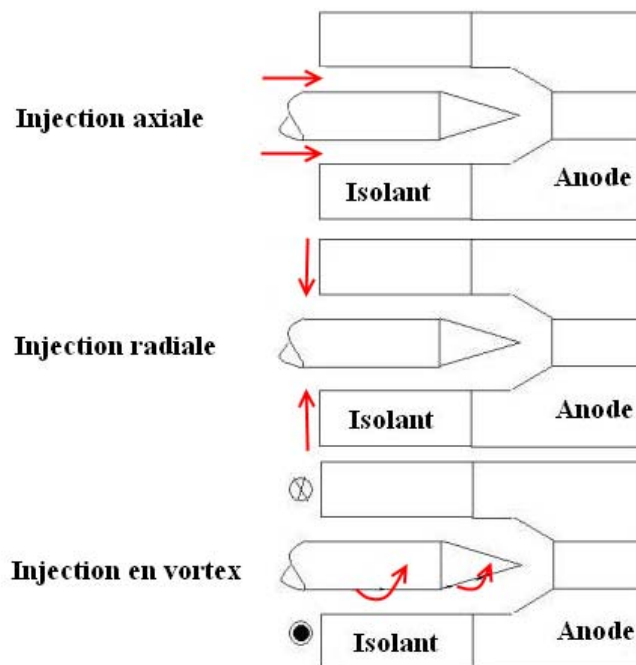 Injection axiale
Isolant
Anode
Injection radiale
Isolant
Anode
Injection en vortex
Isolant
Anode